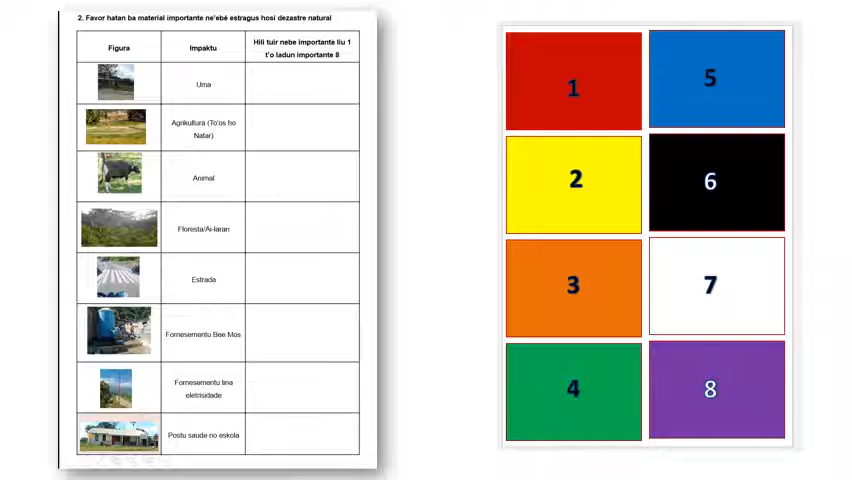 2. Favor hatan ba material importante ne'ebé estragus hosi dezastre natural
Figura
Impaktu
Hili tuir nebe importante liu 1
t'o ladun importante 8
Uma
Agrikultura (To'os ho
Natar)
Animal
Floresta/Ai-laran
Estrada
Fornesementu Bee Mos
Fornesementu lina
eletrisidade
Postu saude no eskola
1
5
2
6
3
7
4
8